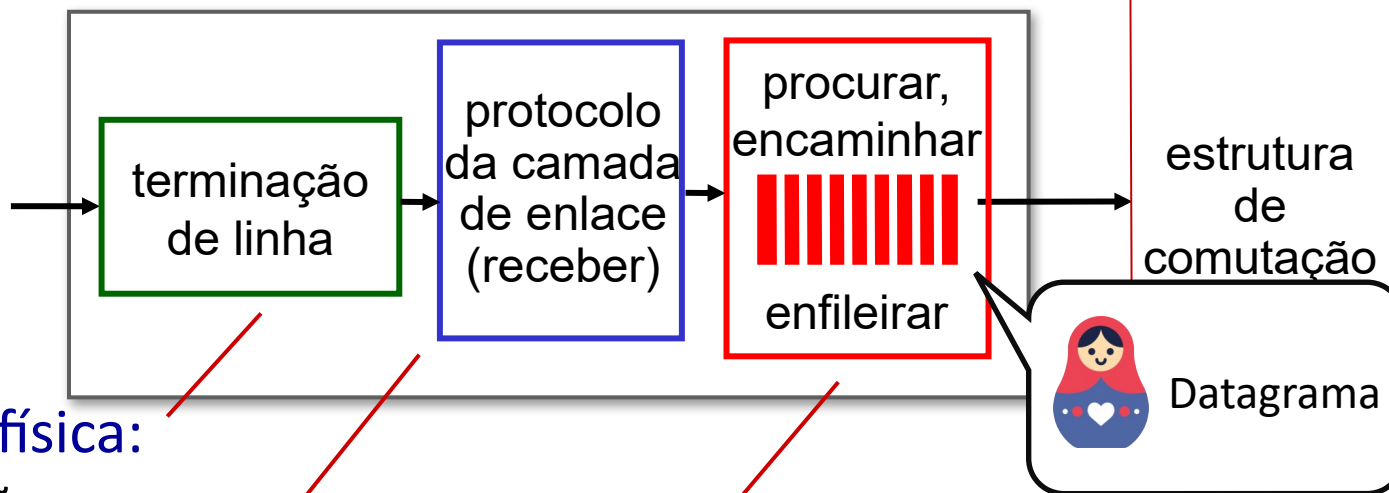 terminação
de linha
protocolo
da camada
de enlace
(receber)
procurar,
encaminhar
enfileirar
estrutura
de
comutação
Datagrama
física: